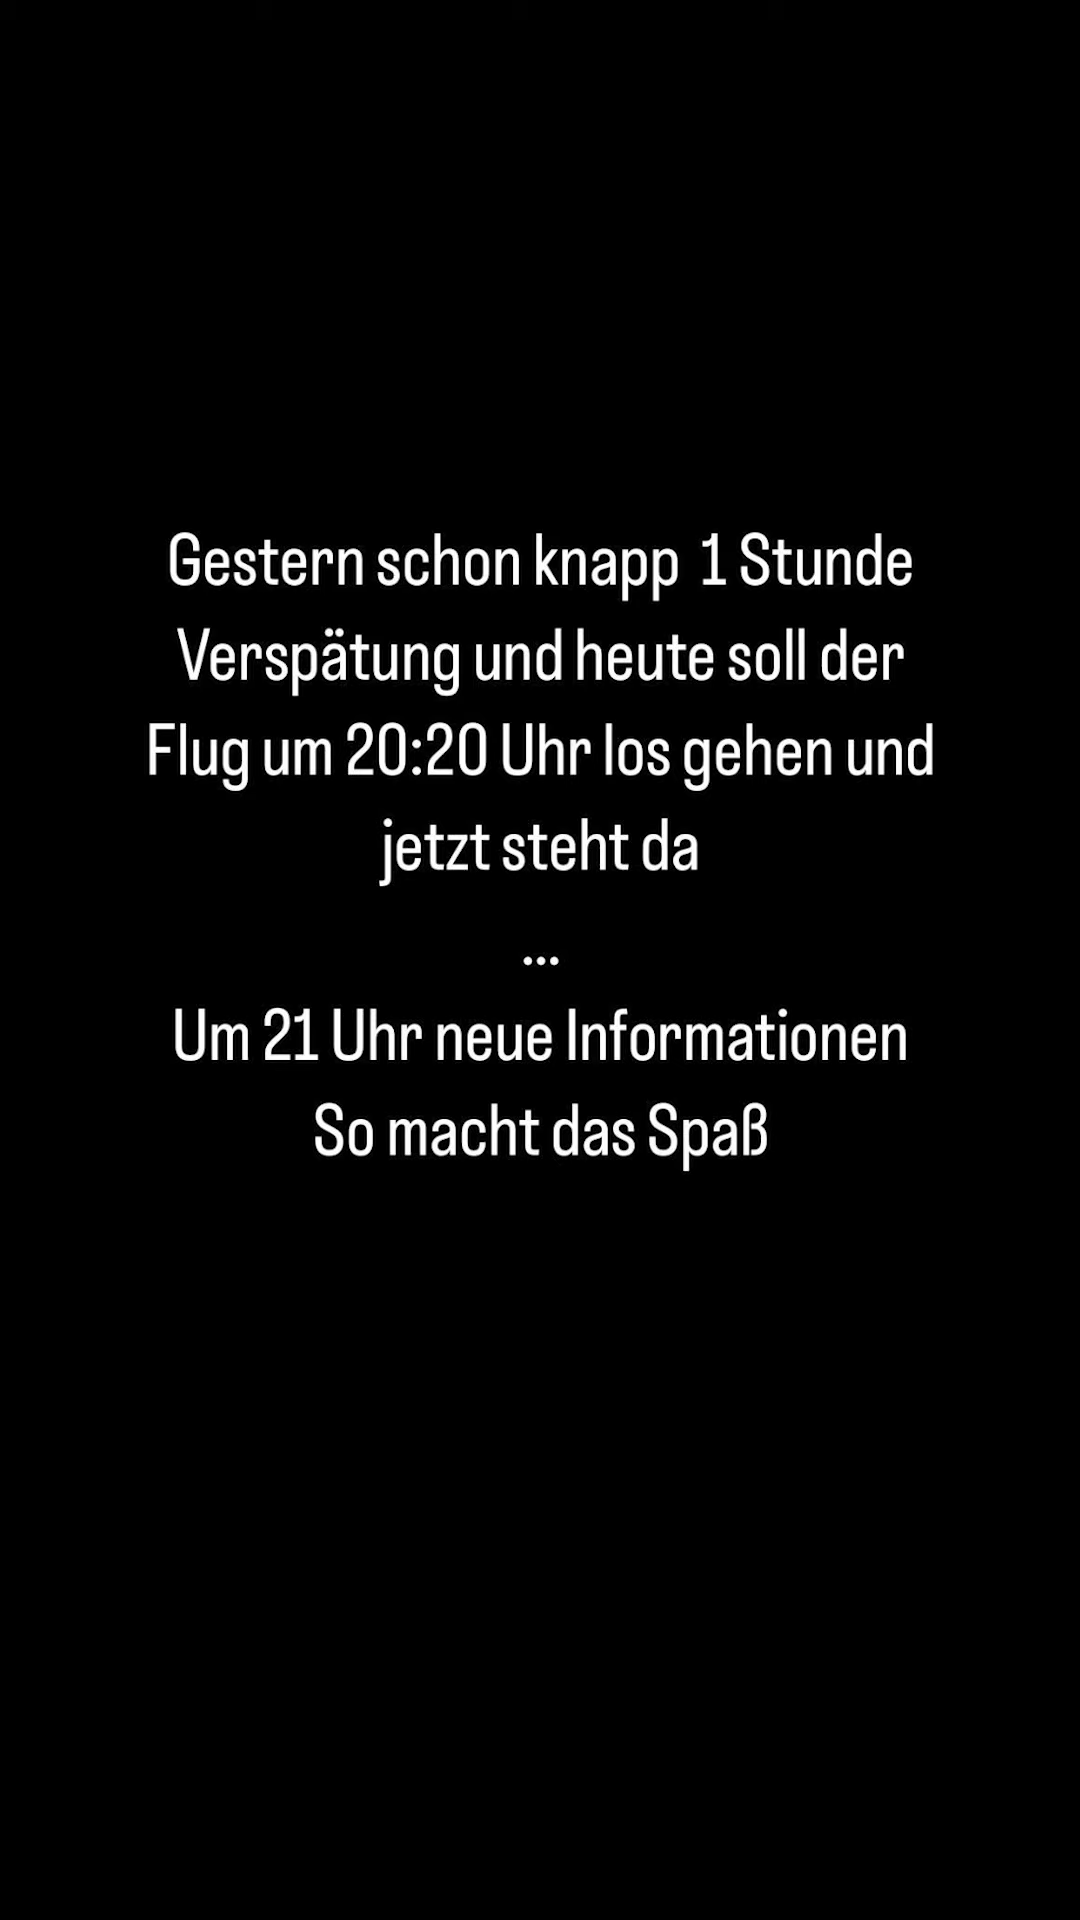 Gestern schon knapp 1 Stunde
Verspätung und heute soll der
Flug um 20:20 Uhr los gehen und
jetzt steht da
...
Um 21 Uhr neue Informationen
So macht das Spaß